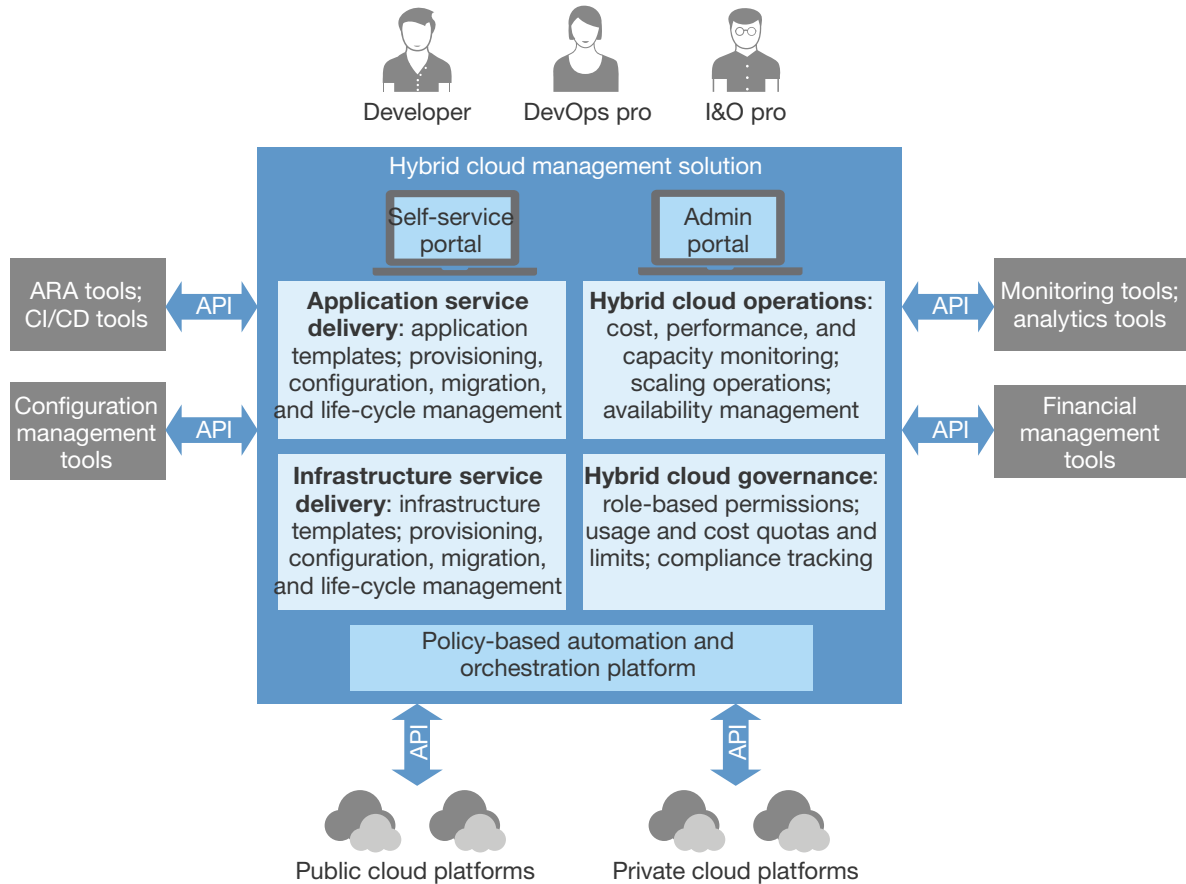 Developer
DevOps pro
I&O pro
Hybrid cloud management solution
Self-service
portal
Admin
portal
ARA tools;
CI/CD tools
API
Configuration
management
tools
API
Application service
delivery: application
templates; provisioning,
configuration, migration,
and life-cycle management
Hybrid cloud operations:
cost, performance, and
capacity monitoring;
scaling operations;
availability management
API
Monitoring tools;
analytics tools
API
Financial
management
tools
Infrastructure service
delivery: infrastructure
templates; provisioning,
configuration, migration,
and life-cycle management
Hybrid cloud governance:
role-based permissions;
usage and cost quotas and
limits; compliance tracking
Policy-based automation and
orchestration platform
API
API
Public cloud platforms
Private cloud platforms